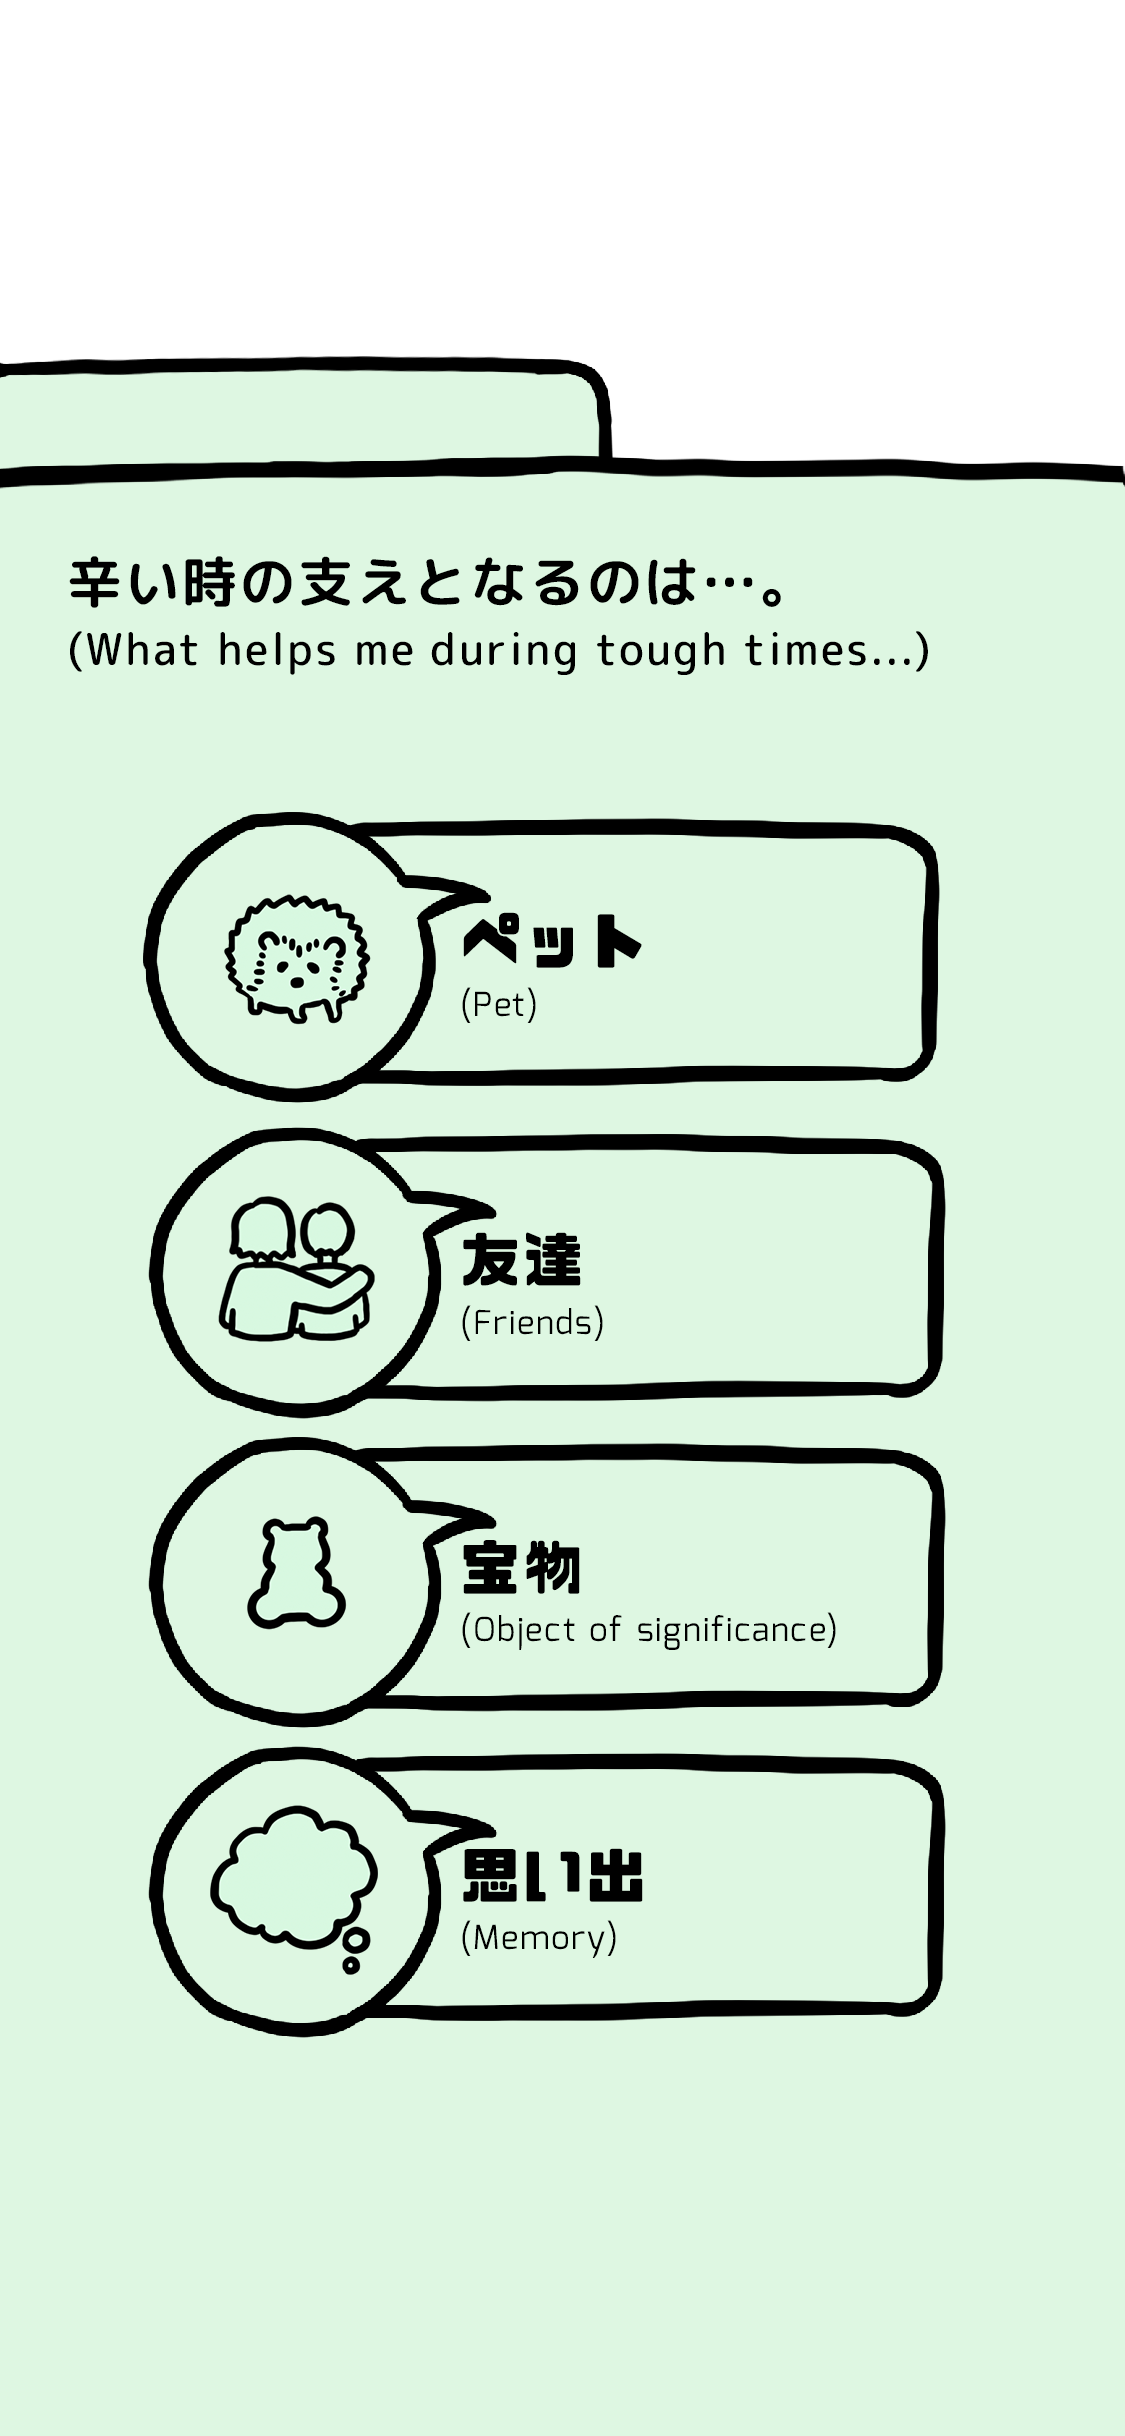 辛い時の支えとなるのは…。
(What helps me during tough times...)
ペット
(Pet)
友達
(Friends)
宝物
(Object of significance)
思い出
(Memory)